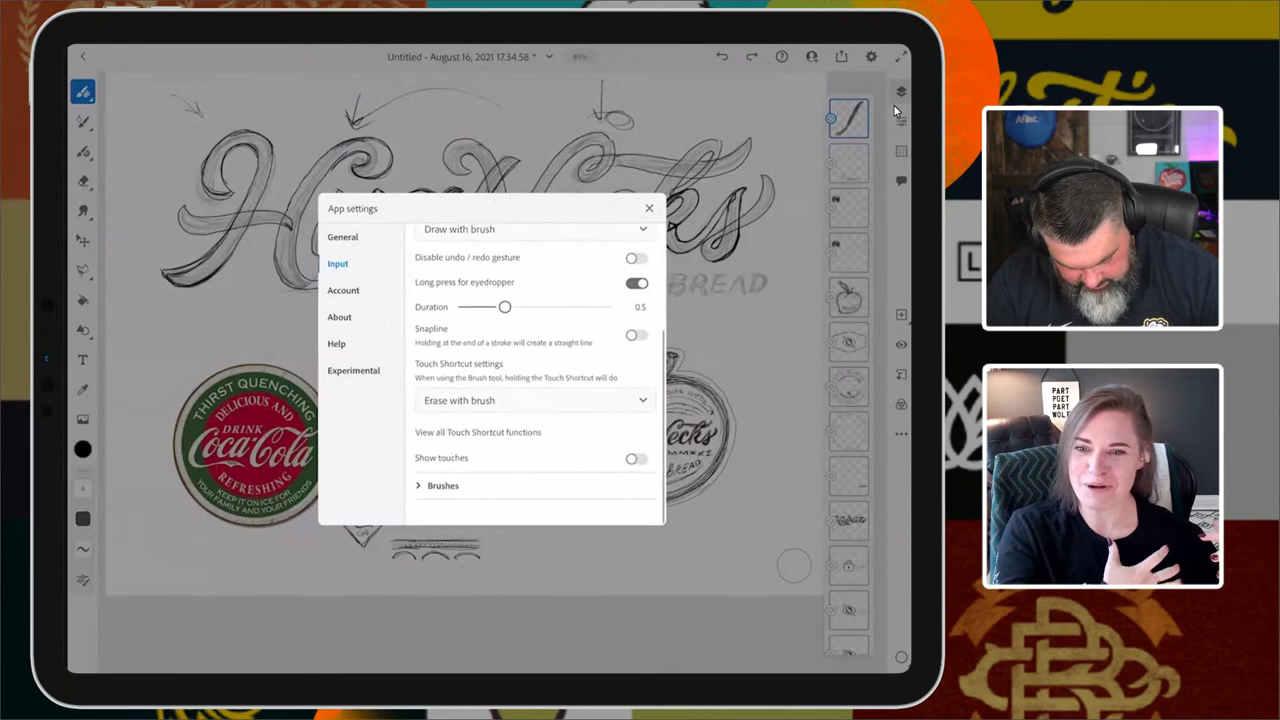 Untitled - August 16, 2021 17.34.58 *
85%
App settings
General
Input
Account
About
Help
Experimental
Draw with brush
Disable undo / redo gesture
Long press for eyedropper
Duration
0.5
Snapline
Holding at the end of a stroke will create a straight line
Touch Shortcut settings
When using the Brush tool, holding the Touch Shortcut will do
Erase with brush
View all Touch Shortcut functions
Show touches
Brushes
BREAD
THIRST QUENCHING
DELICIOUS AND
DRINK
Coca-Cola
REFRESHING
KEEP IT ON ICE FOR
YOUR FAMILY AND YOUR FRIENDS
MMXXI
BREAD
PART
POET
PART
WOLF